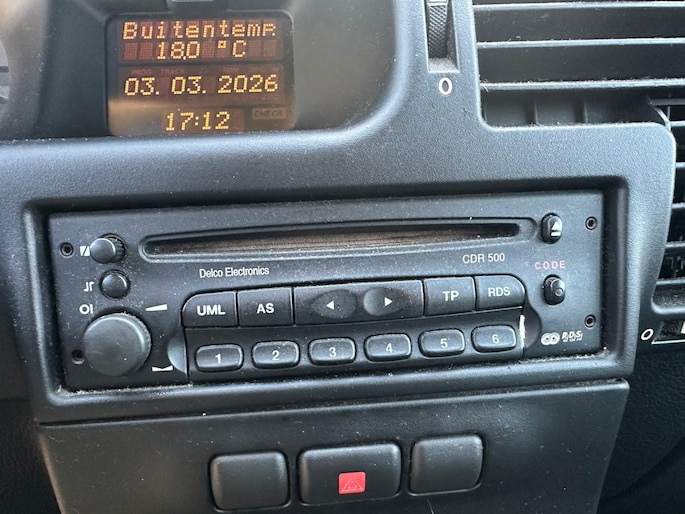 Buitentemp.
18.0 °C
03. 03. 2026
17:12
CHECK
0
Delco Electronics
CDR 500
CODE
UML AS TP RDS
1 2 3 4 5 6
R.D.S.
0